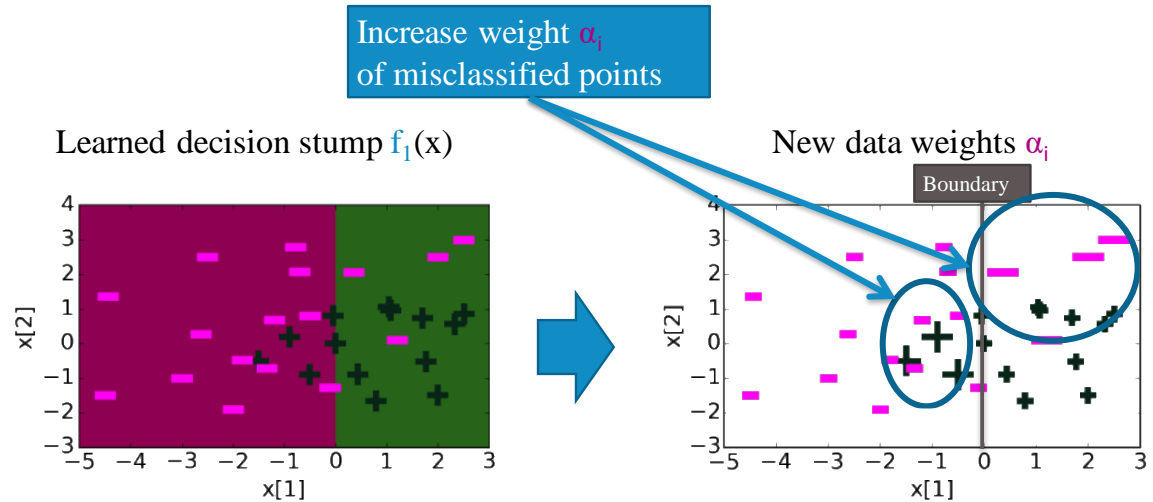 Increase weight αi
of misclassified points
Learned decision stump f1(x)
New data weights αi
Boundary
4
3
2
1
0
−1
−2
−3
x[2]
−5 −4 −3 −2 −1 0 1 2 3
x[1]
4
3
2
1
0
−1
−2
−3
x[2]
−5 −4 −3 −2 −1 0 1 2 3
x[1]